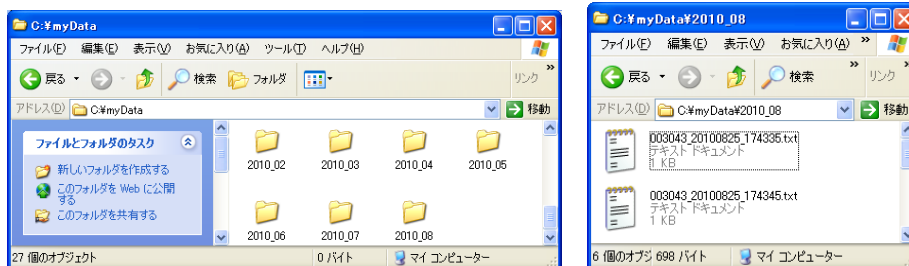 C:¥myData
ファイル(F) 編集(E) 表示(V) お気に入り(A) ツール(T) ヘルプ(H)
戻る 検索 フォルダ リンク »
アドレス(D) C:¥myData 移動
ファイルとフォルダのタスク
新しいフォルダを作成する
このフォルダを Web に公開
する
このフォルダを共有する
2010_02 2010_03 2010_04 2010_05
2010_06 2010_07 2010_08
27 個のオブジェクト 0 バイト マイ コンピューター
C:¥myData¥2010_08
ファイル(F) 編集(E) 表示(V) お気に入り(A) »
戻る 検索 » リンク »
アドレス(D) C:¥myData¥2010_08 移動
003043_20100825_174335.txt
テキスト ドキュメント
1 KB
003043_20100825_174345.txt
テキスト ドキュメント
1 KB
6 個のオブジ 698 バイト マイ コンピューター